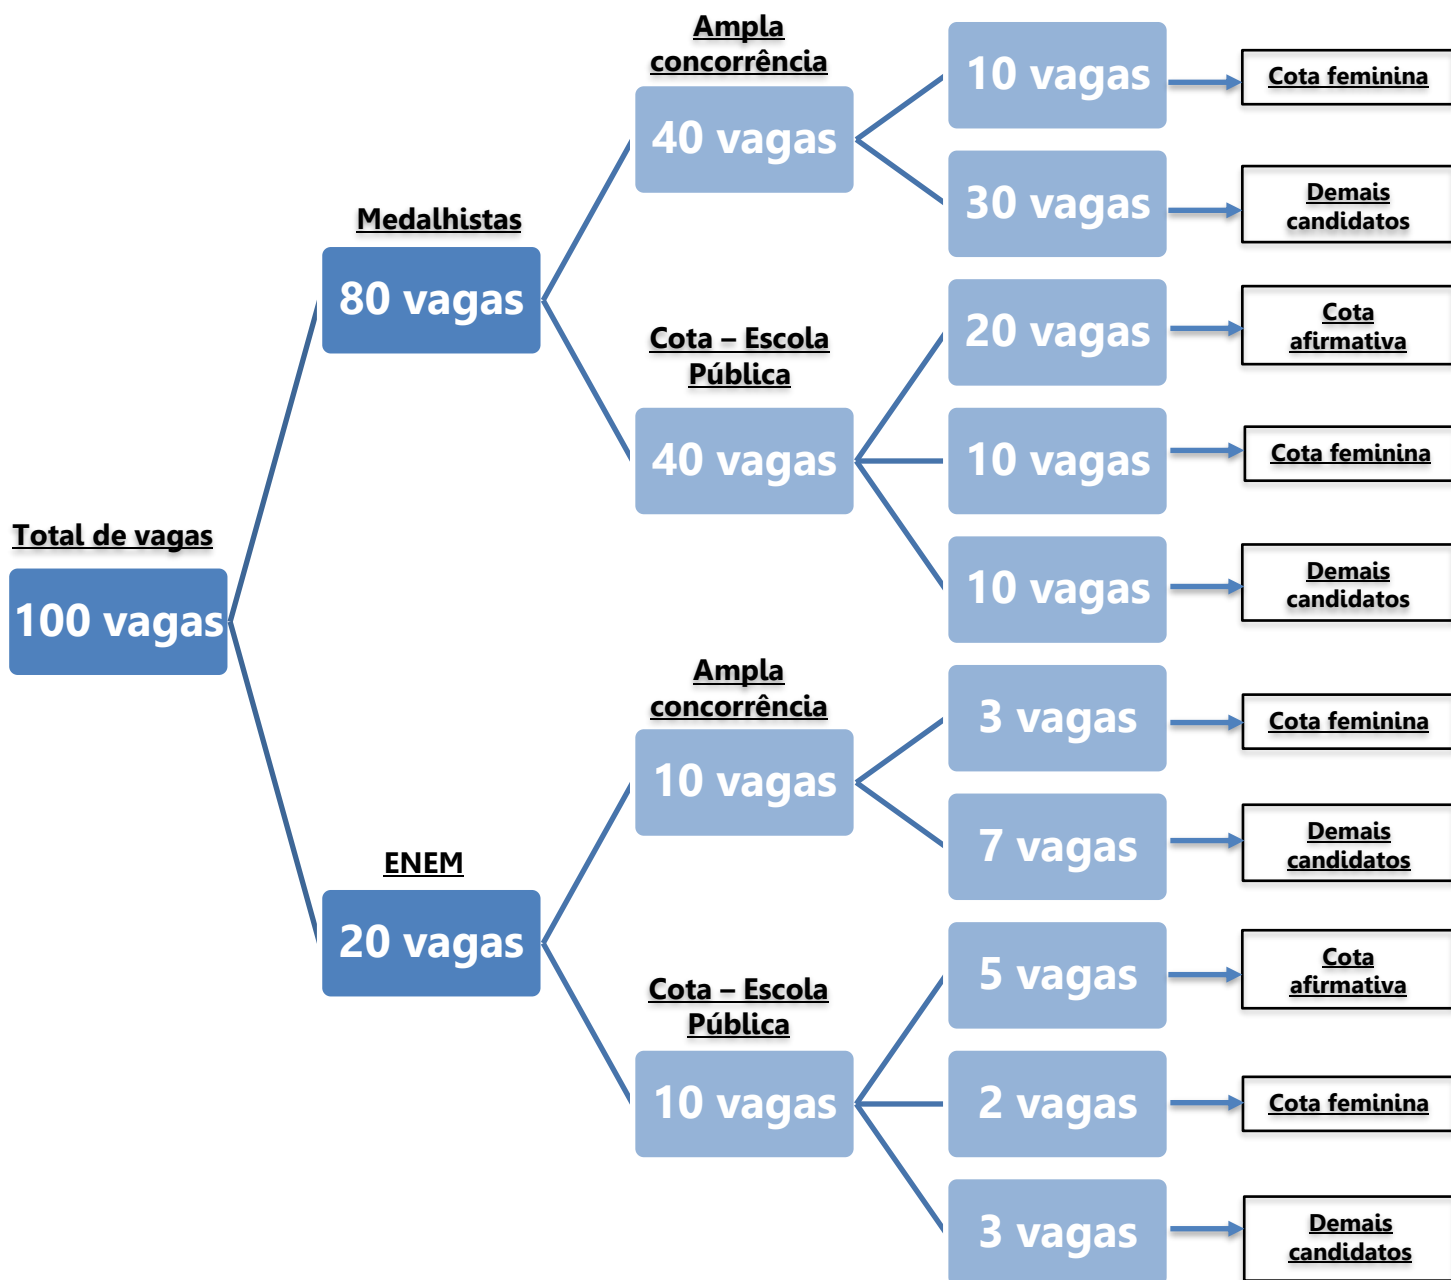 Total de vagas
100 vagas
Medalhistas
80 vagas
Ampla
concorrência
40 vagas
10 vagas
Cota feminina
30 vagas
Demais
candidatos
Cota – Escola
Pública
40 vagas
20 vagas
Cota
afirmativa
10 vagas
Cota feminina
10 vagas
Demais
candidatos
ENEM
20 vagas
Ampla
concorrência
10 vagas
3 vagas
Cota feminina
7 vagas
Demais
candidatos
Cota – Escola
Pública
10 vagas
5 vagas
Cota
afirmativa
2 vagas
Cota feminina
3 vagas
Demais
candidatos